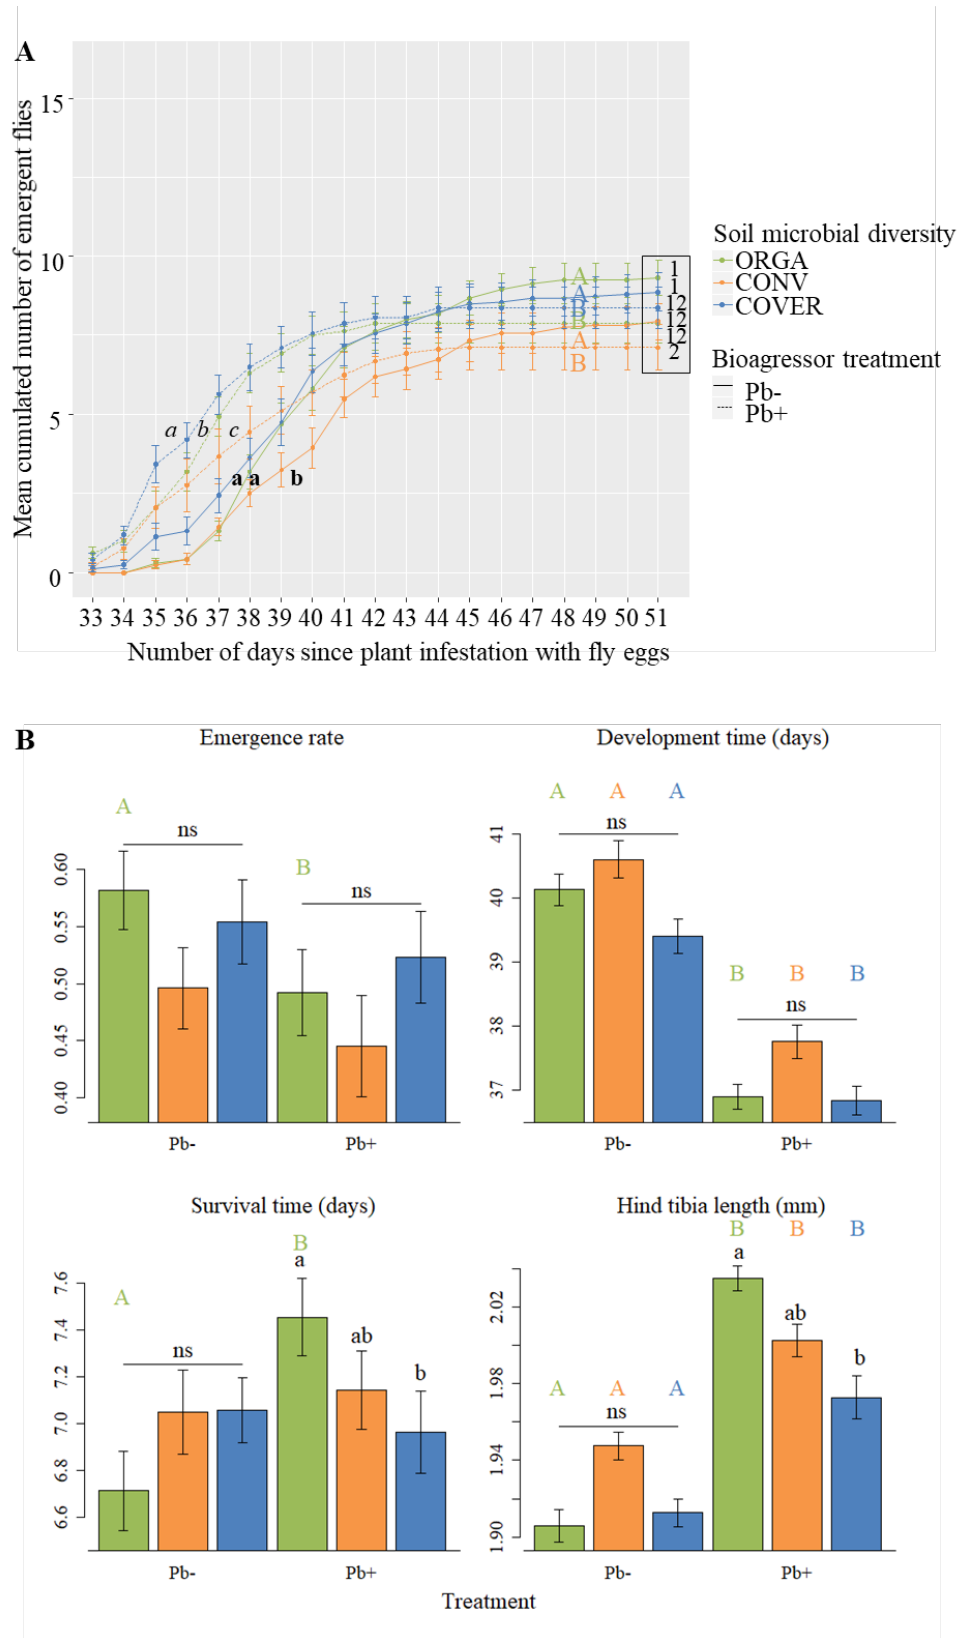 A
Mean cumulated number of emergent flies
15
10
5
0
A
A
B
B
A
B
1
1
12
12
12
2
a b c
a a b
33 34 35 36 37 38 39 40 41 42 43 44 45 46 47 48 49 50 51
Number of days since plant infestation with fly eggs
Soil microbial diversity
ORGA
CONV
COVER
Bioagressor treatment
Pb-
Pb+
B
Emergence rate
A
ns
B
ns
0.60
0.55
0.50
0.45
0.40
Pb- Pb+
Development time (days)
A A A
ns
B B B
ns
41
40
39
38
37
Pb- Pb+
Survival time (days)
A
ns
B
a
ab
b
7.6
7.4
7.2
7.0
6.8
6.6
Pb- Pb+
Hind tibia length (mm)
B B B
a
ab
b
A A A
ns
2.02
1.98
1.94
1.90
Pb- Pb+
Treatment